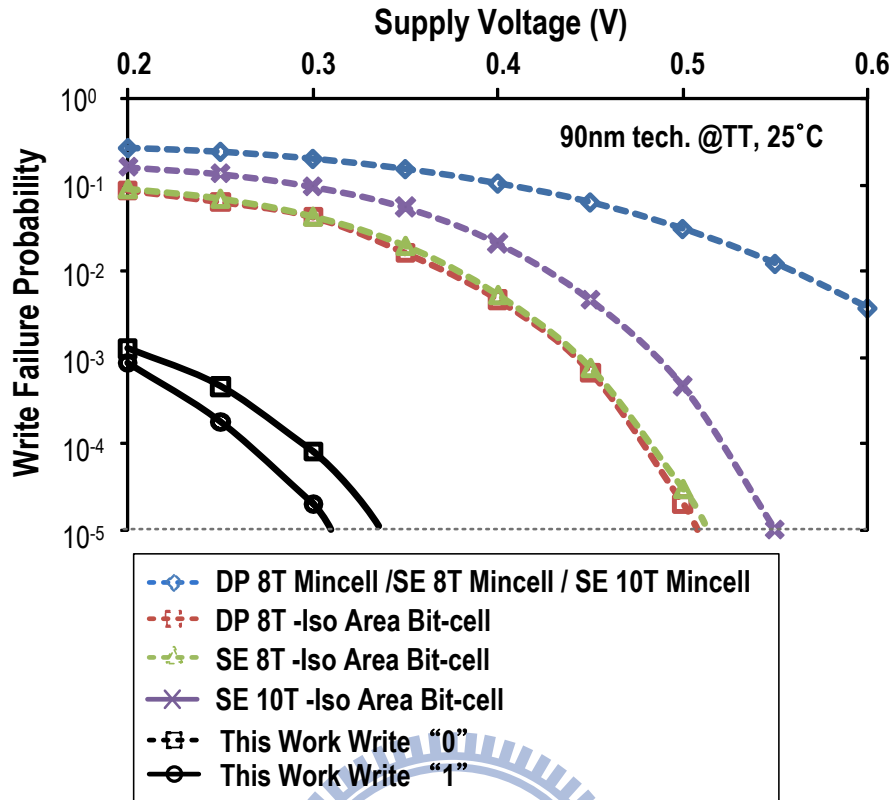 Supply Voltage (V)
0.2 0.3 0.4 0.5 0.6
90nm tech. @TT, 25°C
Write Failure Probability
10⁰
10⁻¹
10⁻²
10⁻³
10⁻⁴
10⁻⁵
DP 8T Mincell /SE 8T Mincell / SE 10T Mincell
DP 8T -Iso Area Bit-cell
SE 8T -Iso Area Bit-cell
SE 10T -Iso Area Bit-cell
This Work Write “0”
This Work Write “1”